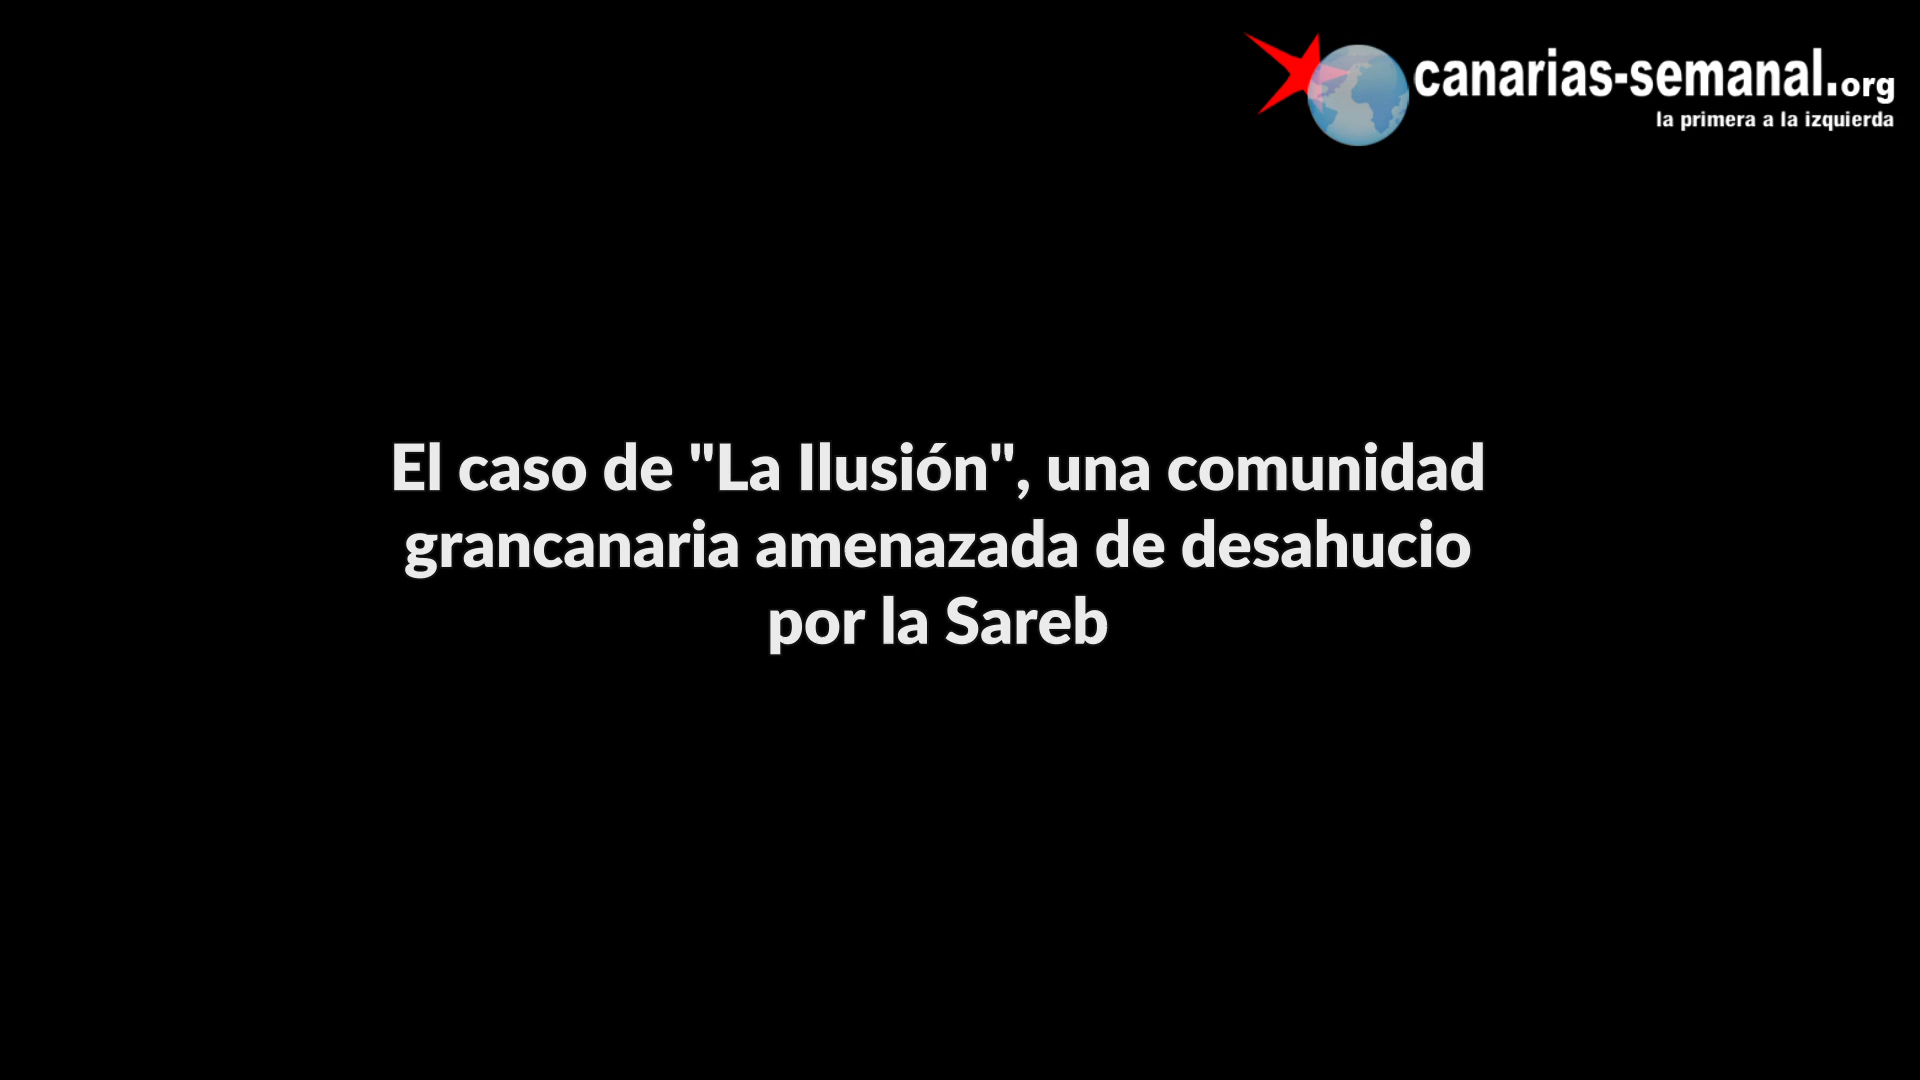 canarias-semanal.org
la primera a la izquierda
El caso de "La Ilusión", una comunidad
grancanaria amenazada de desahucio
por la Sareb